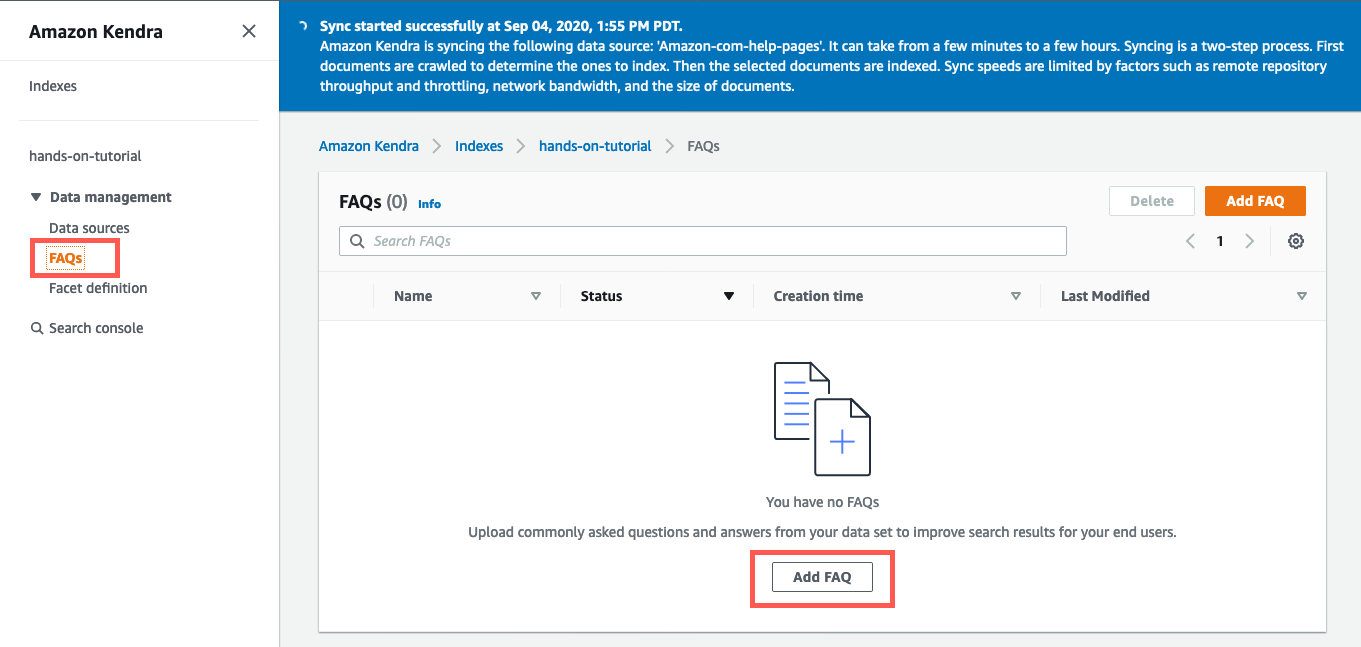 Amazon Kendra
Indexes
hands-on-tutorial
Data management
Data sources
FAQs
Facet definition
Search console
Sync started successfully at Sep 04, 2020, 1:55 PM PDT.
Amazon Kendra is syncing the following data source: 'Amazon-com-help-pages'. It can take from a few minutes to a few hours. Syncing is a two-step process. First
documents are crawled to determine the ones to index. Then the selected documents are indexed. Sync speeds are limited by factors such as remote repository
throughput and throttling, network bandwidth, and the size of documents.
Amazon Kendra > Indexes > hands-on-tutorial > FAQs
FAQs (0) Info
Delete
Add FAQ
Search FAQs
1
Name Status Creation time Last Modified
You have no FAQs
Upload commonly asked questions and answers from your data set to improve search results for your end users.
Add FAQ